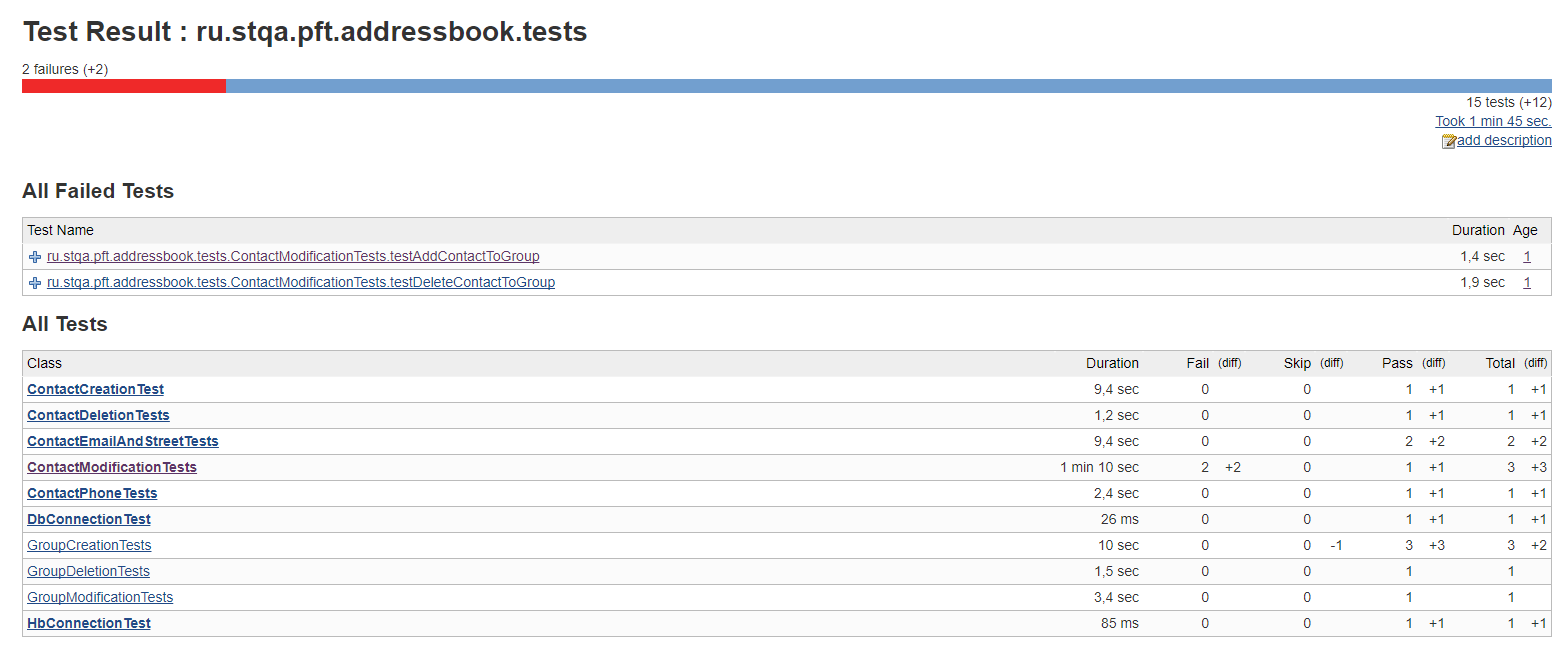 Test Result : ru.stqa.pft.addressbook.tests
2 failures (+2)
15 tests (+12)
Took 1 min 45 sec.
add description
All Failed Tests
Test Name Duration Age
ru.stqa.pft.addressbook.tests.ContactModificationTests.testAddContactToGroup 1,4 sec 1
ru.stqa.pft.addressbook.tests.ContactModificationTests.testDeleteContactToGroup 1,9 sec 1
All Tests
Class Duration Fail (diff) Skip (diff) Pass (diff) Total (diff)
ContactCreationTest 9,4 sec 0 0 1 +1 1 +1
ContactDeletionTests 1,2 sec 0 0 1 +1 1 +1
ContactEmailAndStreetTests 9,4 sec 0 0 2 +2 2 +2
ContactModificationTests 1 min 10 sec 2 +2 0 1 +1 3 +3
ContactPhoneTests 2,4 sec 0 0 1 +1 1 +1
DbConnectionTest 26 ms 0 0 1 +1 1 +1
GroupCreationTests 10 sec 0 0 -1 3 +3 3 +2
GroupDeletionTests 1,5 sec 0 0 1 1
GroupModificationTests 3,4 sec 0 0 1 1
HbConnectionTest 85 ms 0 0 1 +1 1 +1